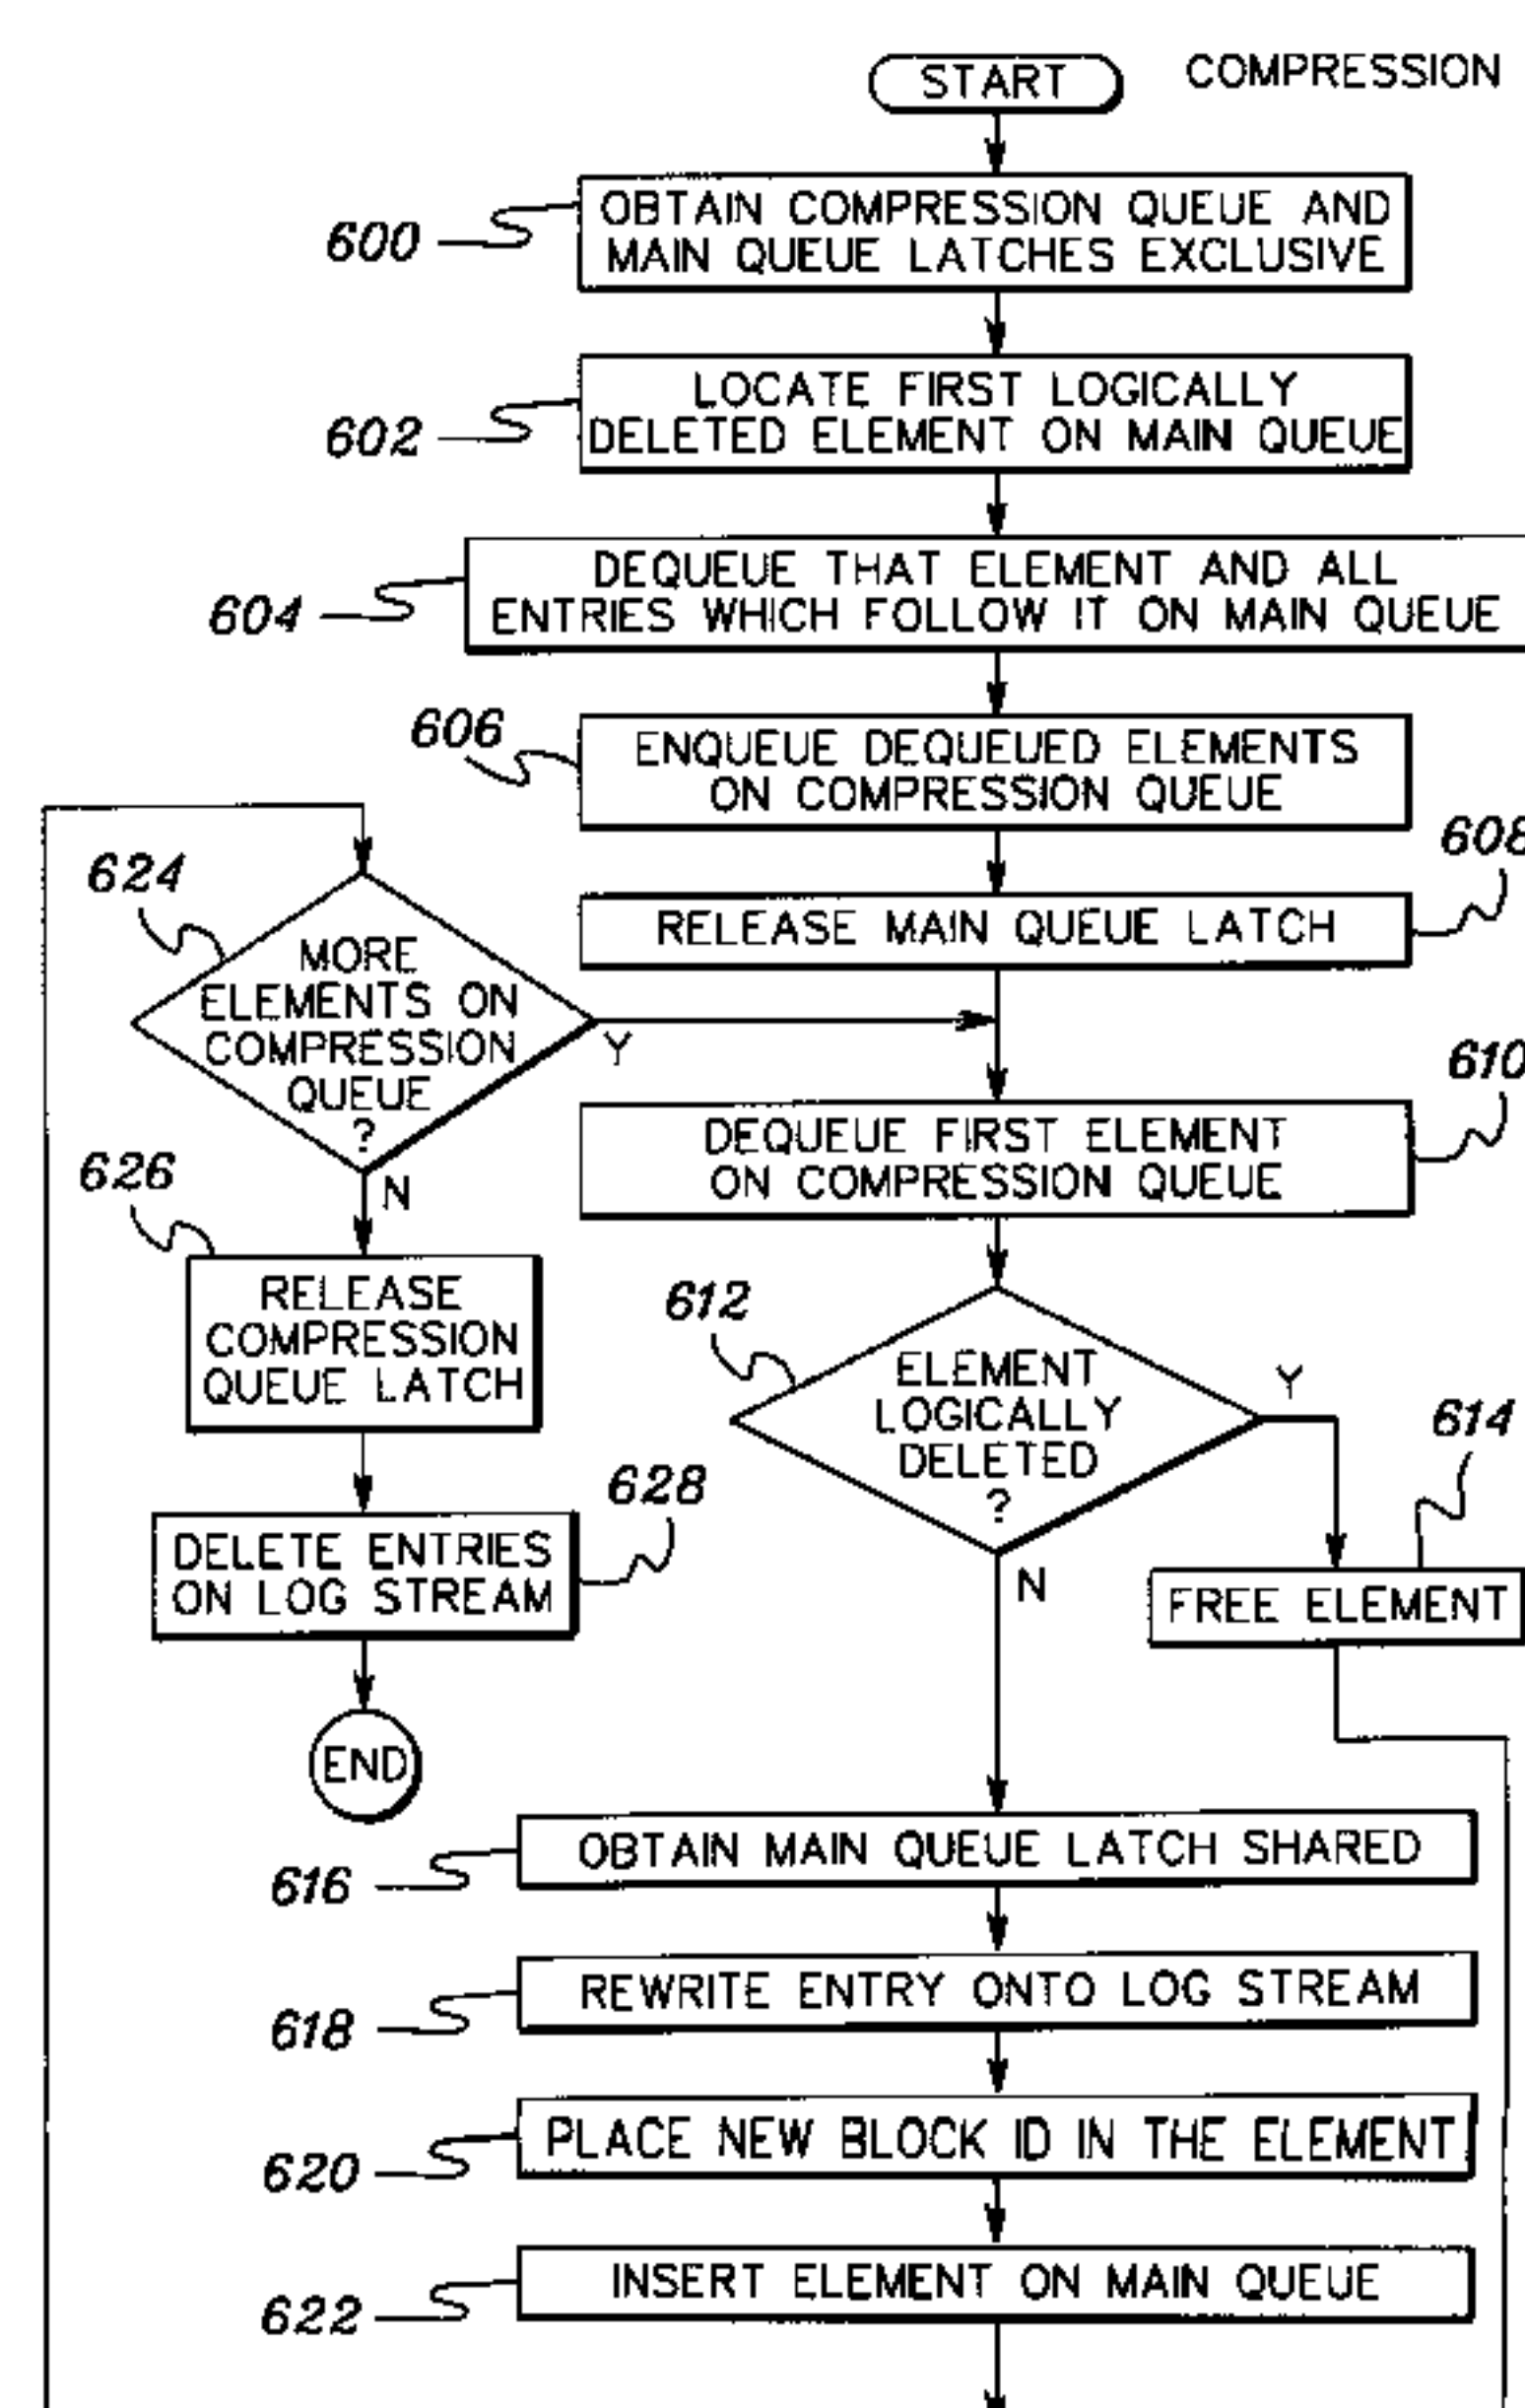 START
COMPRESSION
600
OBTAIN COMPRESSION QUEUE AND
MAIN QUEUE LATCHES EXCLUSIVE
602
LOCATE FIRST LOGICALLY
DELETED ELEMENT ON MAIN QUEUE
604
DEQUEUE THAT ELEMENT AND ALL
ENTRIES WHICH FOLLOW IT ON MAIN QUEUE
606
ENQUEUE DEQUEUED ELEMENTS
ON COMPRESSION QUEUE
608
RELEASE MAIN QUEUE LATCH
624
MORE
ELEMENTS ON
COMPRESSION
QUEUE
?
Y
N
610
DEQUEUE FIRST ELEMENT
ON COMPRESSION QUEUE
626
RELEASE
COMPRESSION
QUEUE LATCH
612
ELEMENT
LOGICALLY
DELETED
?
Y
N
614
FREE ELEMENT
628
DELETE ENTRIES
ON LOG STREAM
END
616
OBTAIN MAIN QUEUE LATCH SHARED
618
REWRITE ENTRY ONTO LOG STREAM
620
PLACE NEW BLOCK ID IN THE ELEMENT
622
INSERT ELEMENT ON MAIN QUEUE